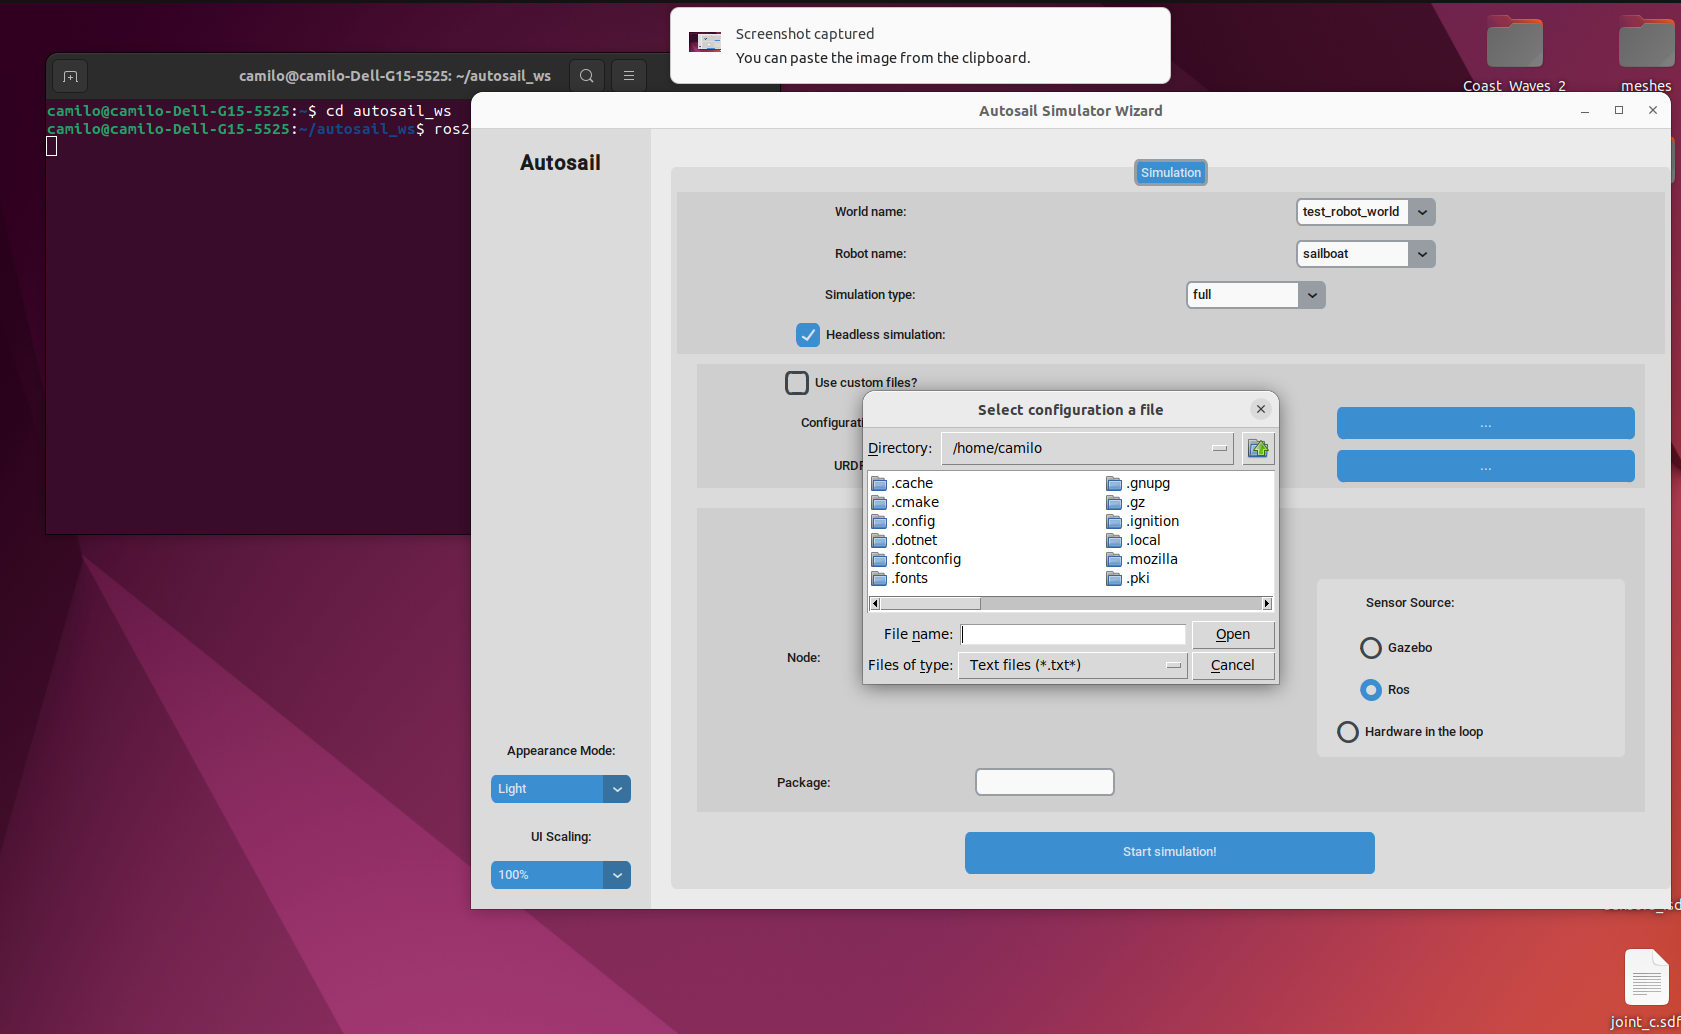 Screenshot captured
You can paste the image from the clipboard.
Coast_Waves_2
meshes
camilo@camilo-Dell-G15-5525: ~/autosail_ws
camilo@camilo-Dell-G15-5525:~$ cd autosail_ws
camilo@camilo-Dell-G15-5525:~/autosail_ws$ ros2
Autosail Simulator Wizard
Autosail
Simulation
World name:
test_robot_world
Robot name:
sailboat
Simulation type:
full
Headless simulation:
Use custom files?
...
...
Select configuration a file
Directory:
/home/camilo
.cache
.cmake
.config
.dotnet
.fontconfig
.fonts
.gnupg
.gz
.ignition
.local
.mozilla
.pki
File name:
Open
Files of type:
Text files (*.txt*)
Cancel
Sensor Source:
Gazebo
Ros
Hardware in the loop
Node:
Package:
Start simulation!
Appearance Mode:
Light
UI Scaling:
100%
joint_c.sdf